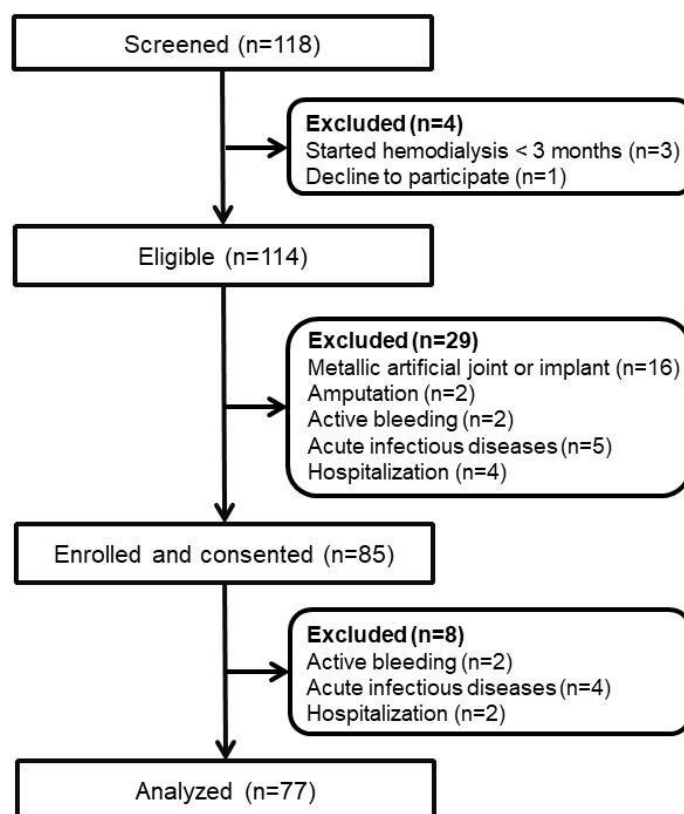 Screened (n=118)
Excluded (n=4)
Started hemodialysis < 3 months (n=3)
Decline to participate (n=1)
Eligible (n=114)
Excluded (n=29)
Metallic artificial joint or implant (n=16)
Amputation (n=2)
Active bleeding (n=2)
Acute infectious diseases (n=5)
Hospitalization (n=4)
Enrolled and consented (n=85)
Excluded (n=8)
Active bleeding (n=2)
Acute infectious diseases (n=4)
Hospitalization (n=2)
Analyzed (n=77)